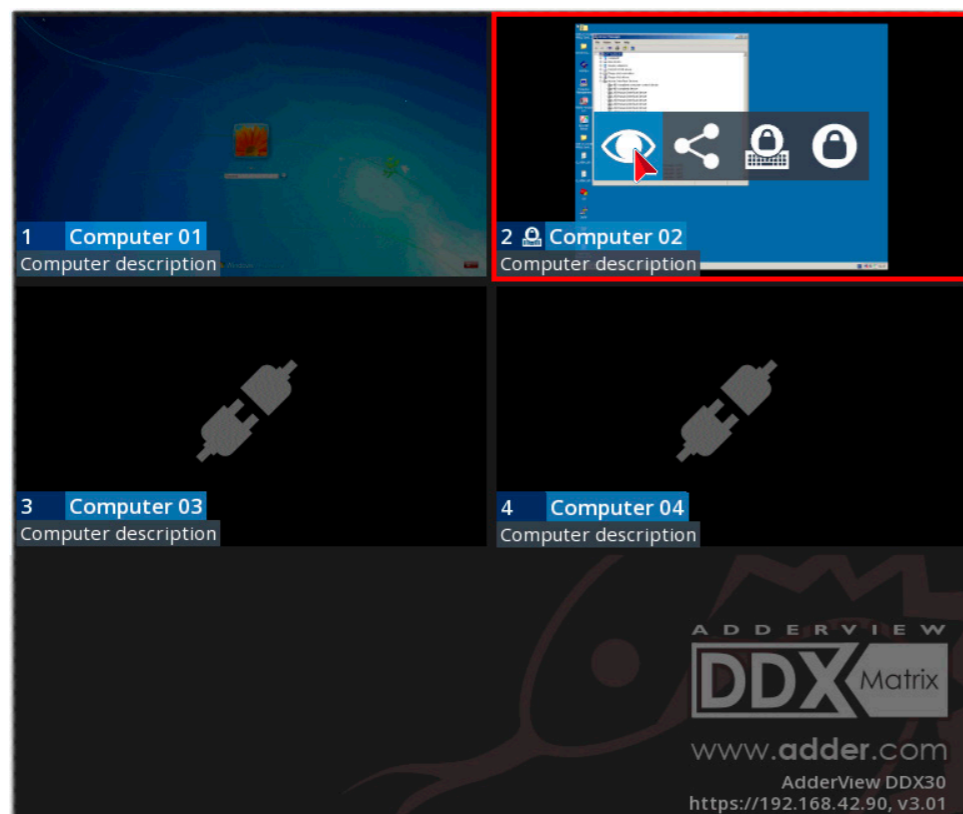 1 Computer 01
Computer description
2 Computer 02
Computer description
3 Computer 03
Computer description
4 Computer 04
Computer description
ADDERVIEW
DDX Matrix
www.adder.com
AdderView DDX30
https://192.168.42.90, v3.01